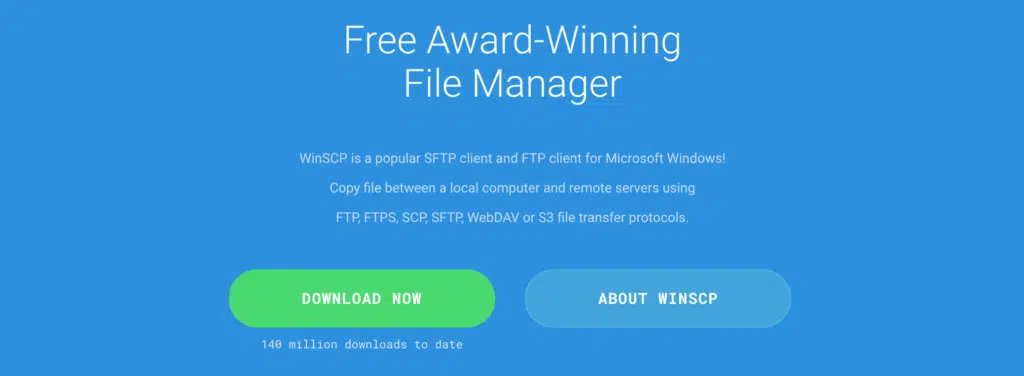 Free Award-Winning
File Manager
WinSCP is a popular SFTP client and FTP client for Microsoft Windows!
Copy file between a local computer and remote servers using
FTP, FTPS, SCP, SFTP, WebDAV or S3 file transfer protocols.
DOWNLOAD NOW
ABOUT WINSCP
140 million downloads to date